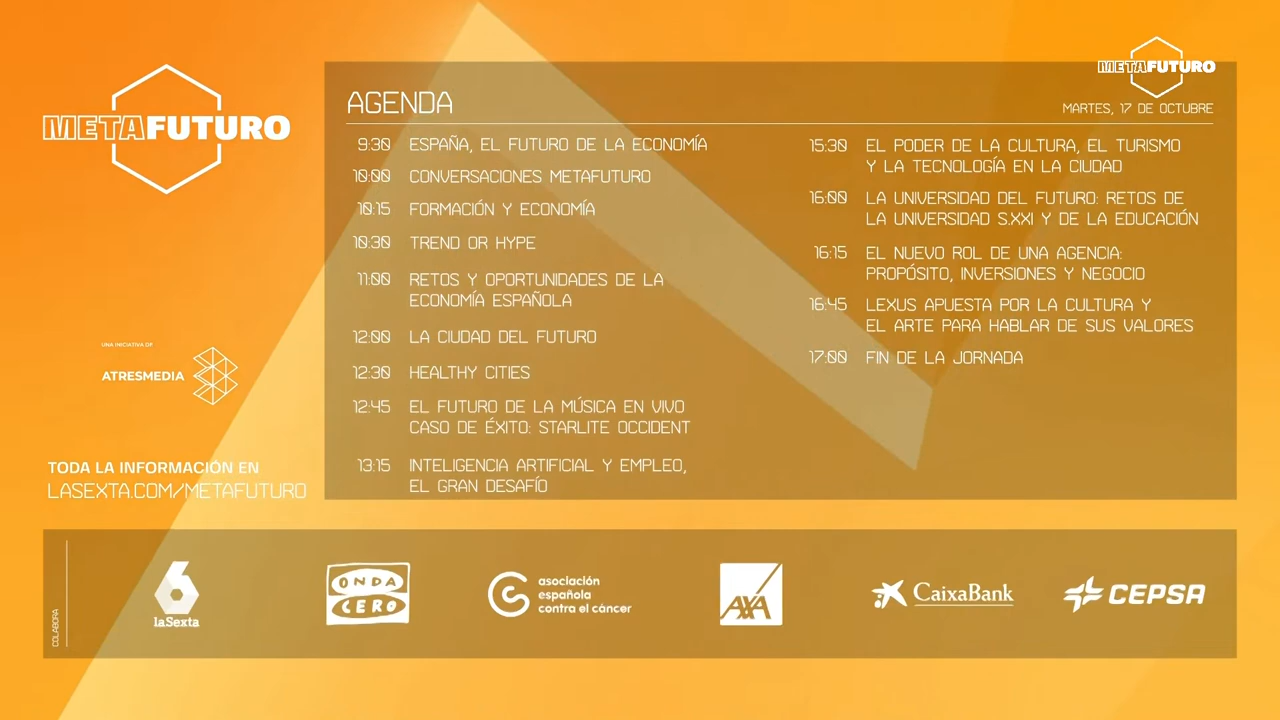 METAFUTURO
UNA INICIATIVA DE
ATRESMEDIA
TODA LA INFORMACIÓN EN
LASEXTA.COM/METAFUTURO
METAFUTURO
AGENDA
MARTES, 17 DE OCTUBRE
9:30 ESPAÑA, EL FUTURO DE LA ECONOMÍA
10:00 CONVERSACIONES METAFUTURO
10:15 FORMACIÓN Y ECONOMÍA
10:30 TREND OR HYPE
11:00 RETOS Y OPORTUNIDADES DE LA
ECONOMÍA ESPAÑOLA
12:00 LA CIUDAD DEL FUTURO
12:30 HEALTHY CITIES
12:45 EL FUTURO DE LA MÚSICA EN VIVO
CASO DE ÉXITO: STARLITE OCCIDENT
13:15 INTELIGENCIA ARTIFICIAL Y EMPLEO,
EL GRAN DESAFÍO
15:30 EL PODER DE LA CULTURA, EL TURISMO
Y LA TECNOLOGÍA EN LA CIUDAD
16:00 LA UNIVERSIDAD DEL FUTURO: RETOS DE
LA UNIVERSIDAD S.XXI Y DE LA EDUCACIÓN
16:15 EL NUEVO ROL DE UNA AGENCIA:
PROPÓSITO, INVERSIONES Y NEGOCIO
16:45 LEXUS APUESTA POR LA CULTURA Y
EL ARTE PARA HABLAR DE SUS VALORES
17:00 FIN DE LA JORNADA
COLABORA
laSexta
ONDA
CERO
asociación
española
contra el cáncer
AXA
CaixaBank
CEPSA